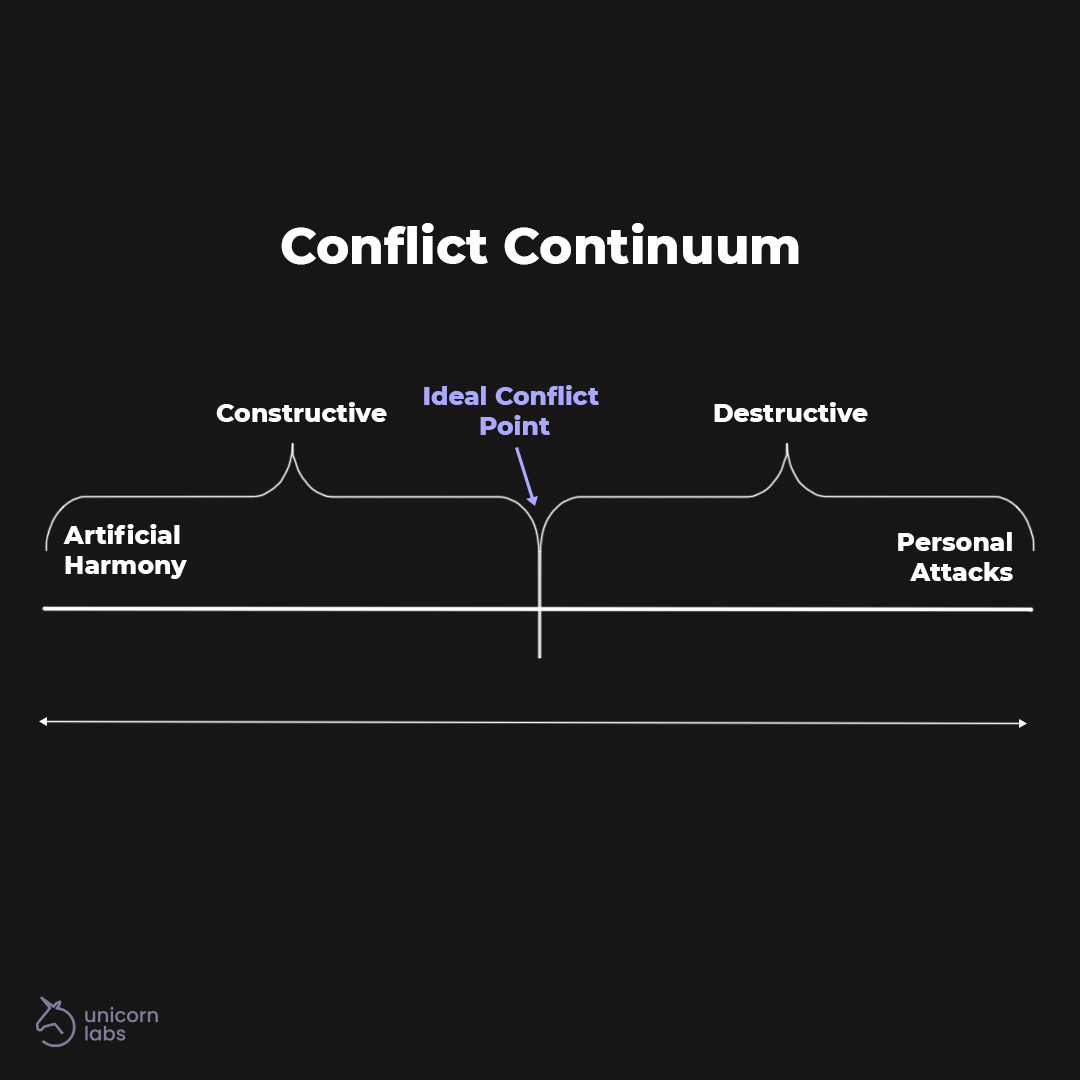 Conflict Continuum
Ideal Conflict
Point
Constructive
Destructive
Artificial
Harmony
Personal
Attacks
unicorn
labs